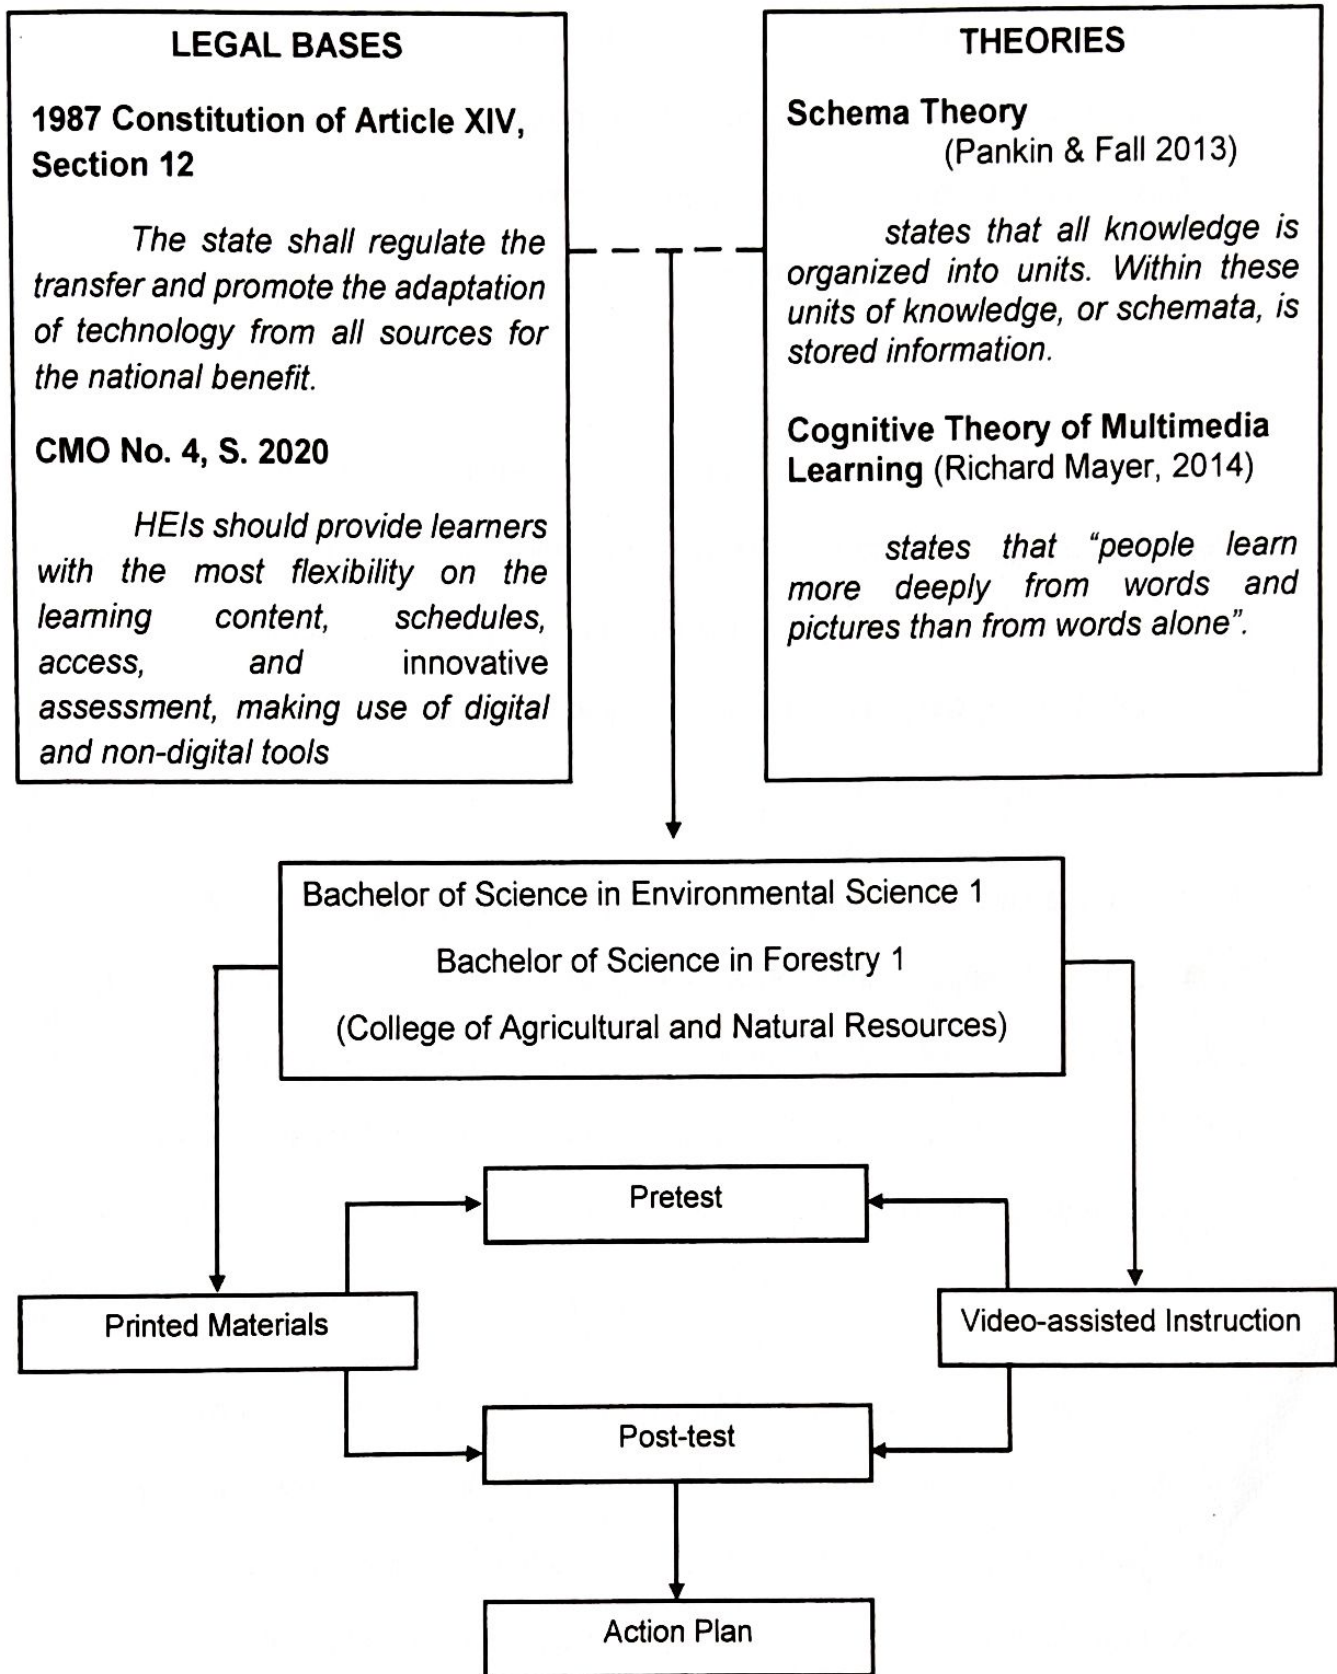 LEGAL BASES
1987 Constitution of Article XIV,
Section 12
The state shall regulate the
transfer and promote the adaptation
of technology from all sources for
the national benefit.
CMO No. 4, S. 2020
HEIs should provide learners
with the most flexibility on the
learning content, schedules,
access, and innovative
assessment, making use of digital
and non-digital tools
THEORIES
Schema Theory
(Pankin & Fall 2013)
states that all knowledge is
organized into units. Within these
units of knowledge, or schemata, is
stored information.
Cognitive Theory of Multimedia
Learning (Richard Mayer, 2014)
states that “people learn
more deeply from words and
pictures than from words alone”.
Bachelor of Science in Environmental Science 1
Bachelor of Science in Forestry 1
(College of Agricultural and Natural Resources)
Pretest
Printed Materials
Video-assisted Instruction
Post-test
Action Plan